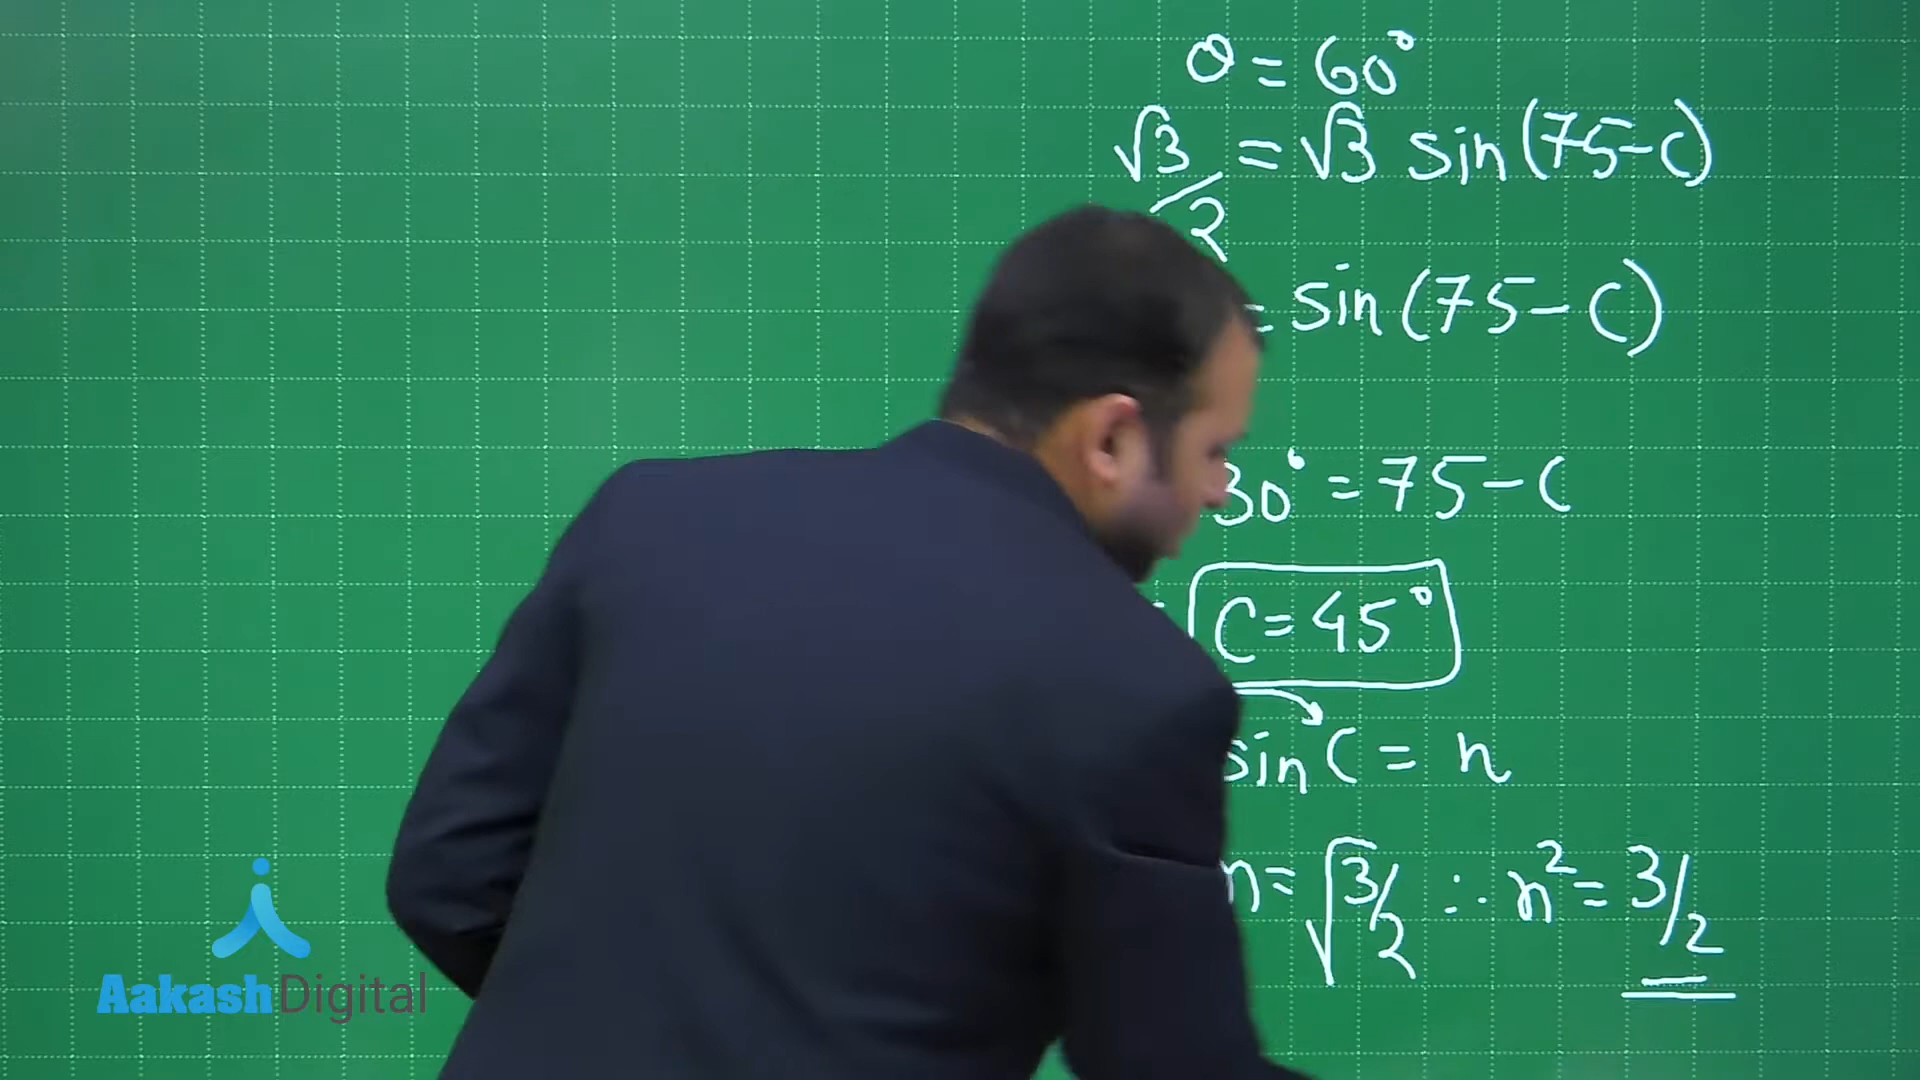 θ = 60°
√3/2 = √3 sin(75-C)
= sin(75-C)
30° = 75-C
C = 45°
sin C = n
n = √3/2 ∴ n² = 3/2
Aakash Digital